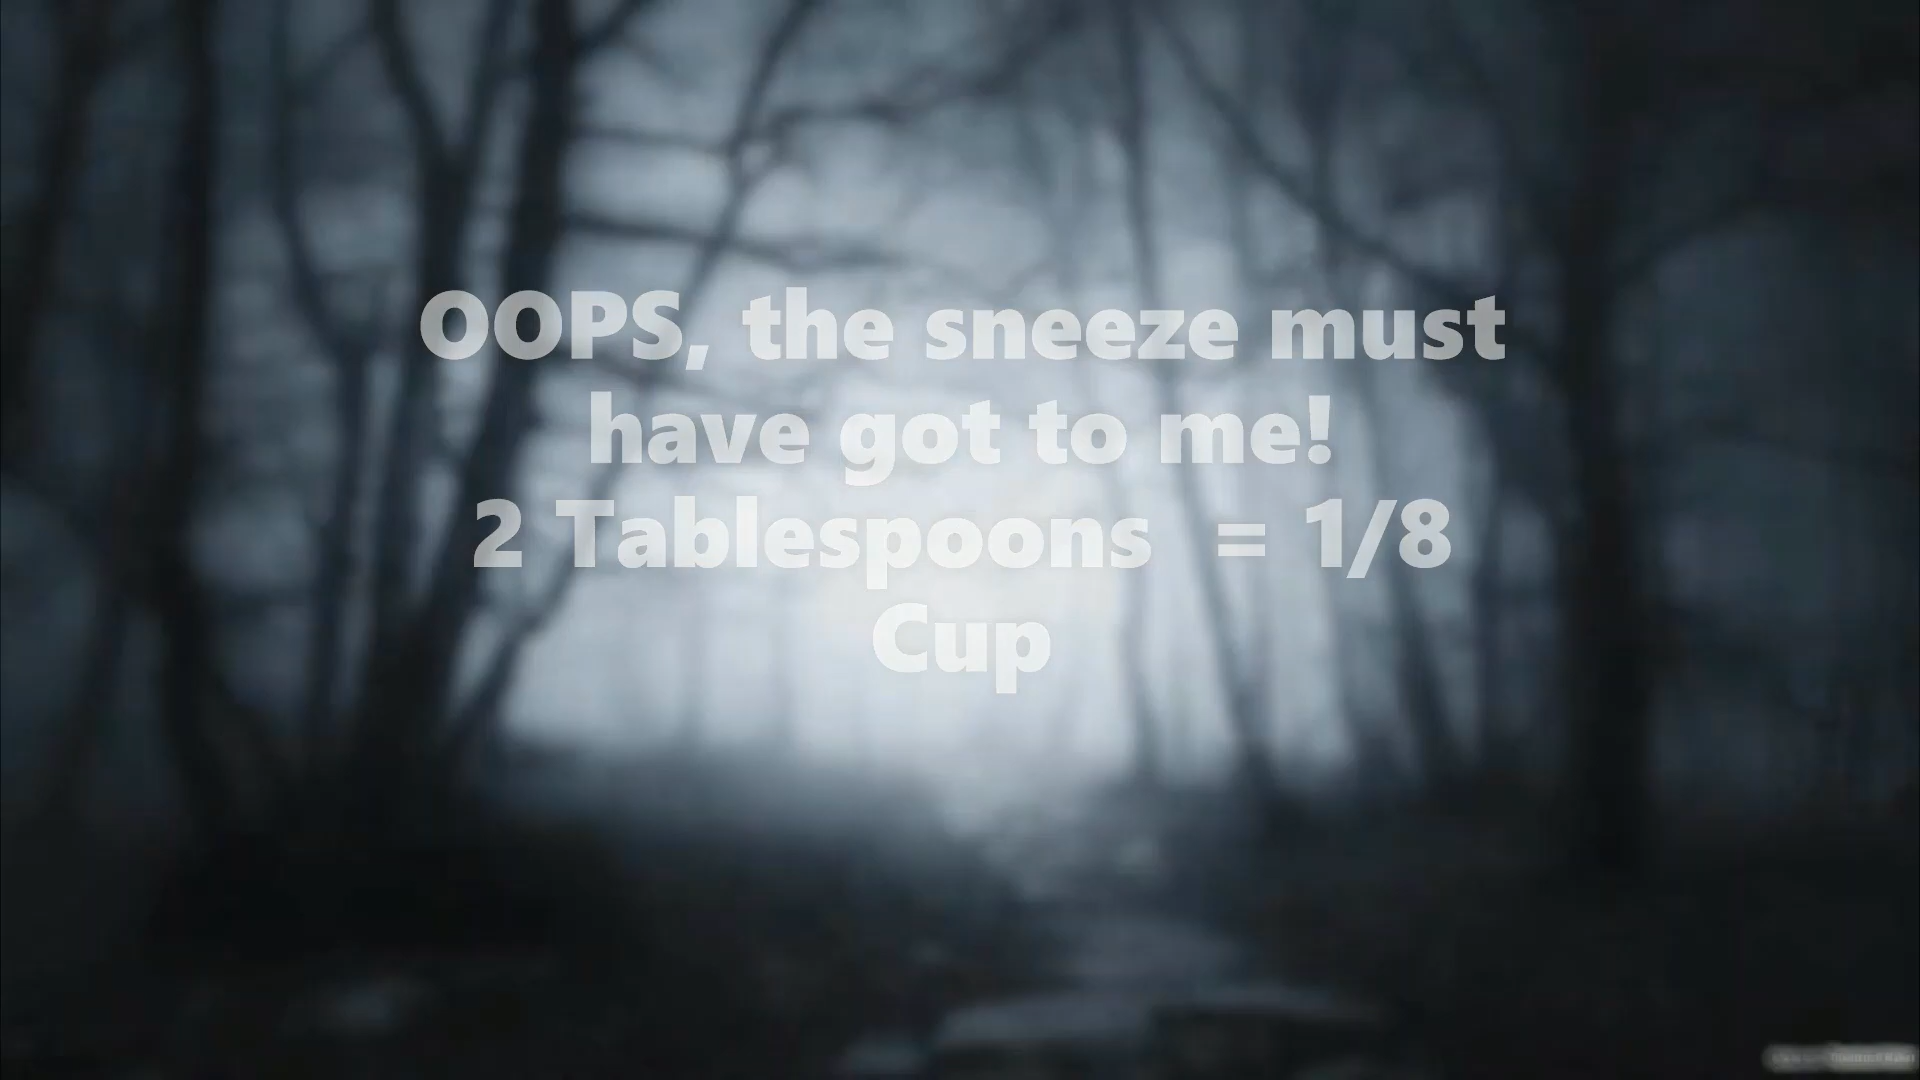 OOPS, the sneeze must
have got to me!
2 Tablespoons  = 1/8
Cup